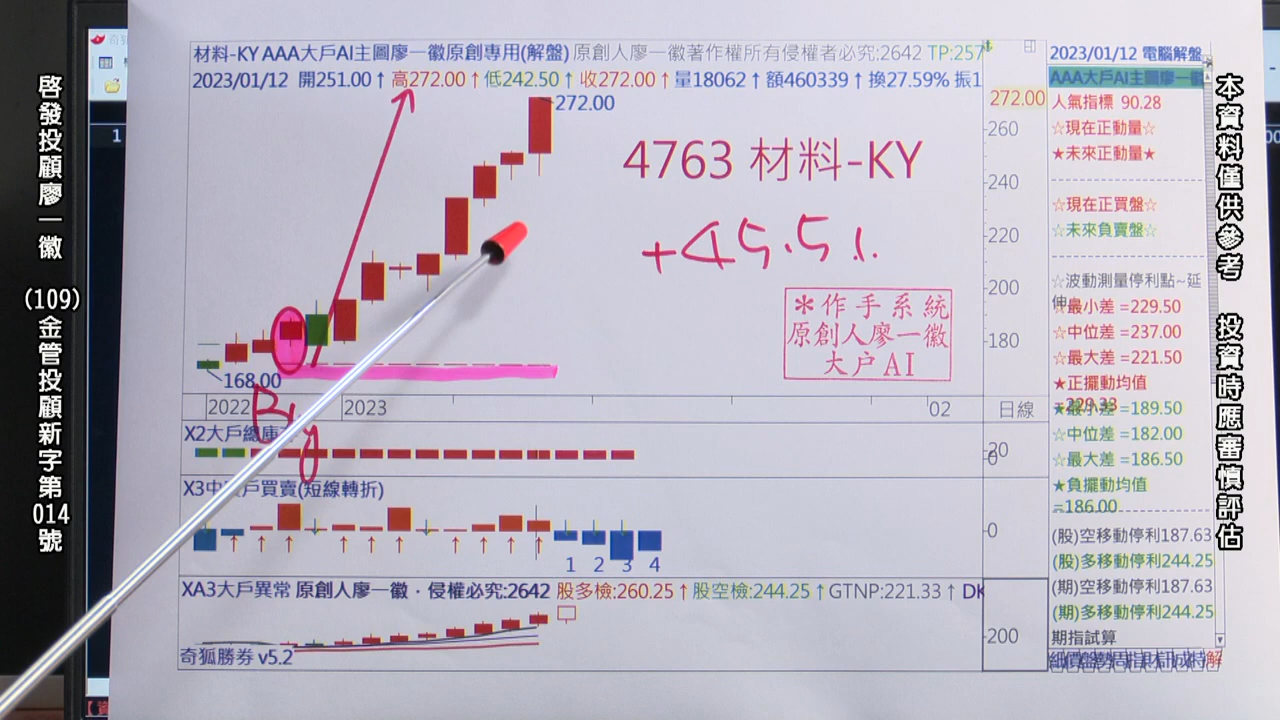 啓發投顧廖一徽 (109)金管投顧新字第014號
材料-KY AAA大戶AI主圖廖一徽原創專用(解盤) 原創人廖一徽著作權所有侵權者必究:2642 TP:257
2023/01/12 開251.00↑ 高272.00↑低242.50↑ 收272.00↑量18062↑額460339↑換27.59% 振1
272.00
4763 材料-KY
+45.5%
*作手系統
原創人廖一徽
大户AI
168.00
Buy
272.00
260
240
220
200
180
2022
2023
02
日線
X2大戶總庫
20
0
X3中實戶買賣(短線轉折)
0
1 2 3 4
XA3大戶異常 原創人廖一徽・侵權必究:2642 股多檢:260.25↑股空檢:244.25↑GTNP:221.33↑DK
200
奇狐勝券 v5.2
2023/01/12 電腦解盤
AAA大戶AI主圖廖一徽
人氣指標 90.28
☆現在正動量☆
★未來正動量★
☆現在正買盤☆
☆未來負賣盤☆
☆波動測量停利點~延伸
☆最小差 =229.50
☆中位差 =237.00
☆最大差 =221.50
★正擺動均值
=229.33
★最小差 =189.50
☆中位差 =182.00
☆最大差 =186.50
★負擺動均值
=186.00
(股)空移動停利187.63
(股)多移動停利244.25
(期)空移動停利187.63
(期)多移動停利244.25
期指試算
本資料僅供參考 投資時應審慎評估
1